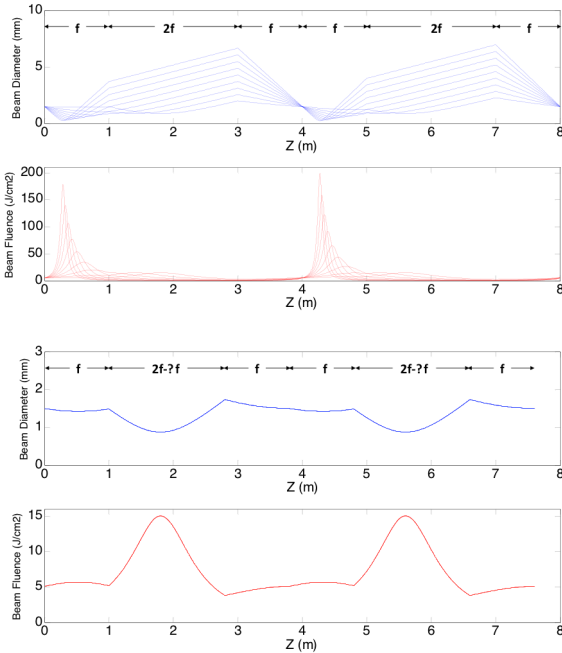 10
f 2f f f 2f f
5
0
Beam Diameter (mm)
0 1 2 3 4 5 6 7 8
Z (m)
200
150
100
50
0
Beam Fluence (J/cm2)
0 1 2 3 4 5 6 7 8
Z (m)
3
f 2f-?f f f 2f-?f f
2
1
0
Beam Diameter (mm)
0 1 2 3 4 5 6 7 8
Z (m)
15
10
5
0
Beam Fluence (J/cm2)
0 1 2 3 4 5 6 7 8
Z (m)